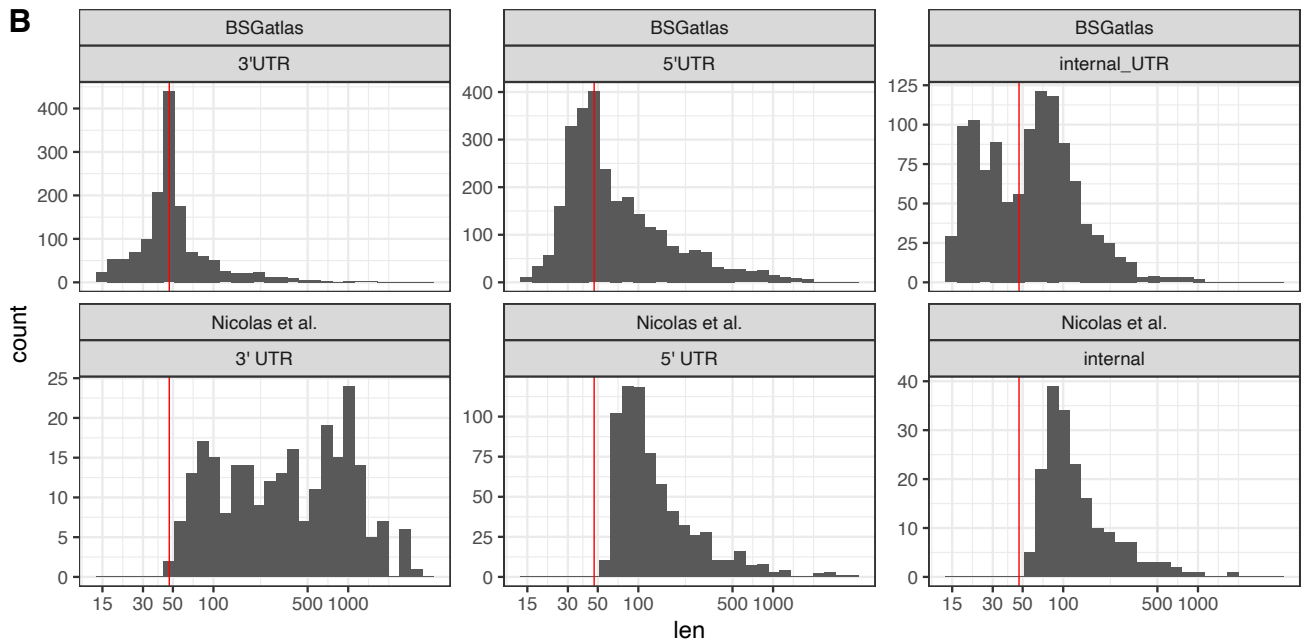 B
BSGatlas BSGatlas BSGatlas
3'UTR 5'UTR internal_UTR
400 300 200 100 0
400 300 200 100 0
125 100 75 50 25 0
count
Nicolas et al. Nicolas et al. Nicolas et al.
3' UTR 5' UTR internal
25 20 15 10 5 0
100 75 50 25 0
40 30 20 10 0
15 30 50 100 500 1000 15 30 50 100 500 1000 15 30 50 100 500 1000
len